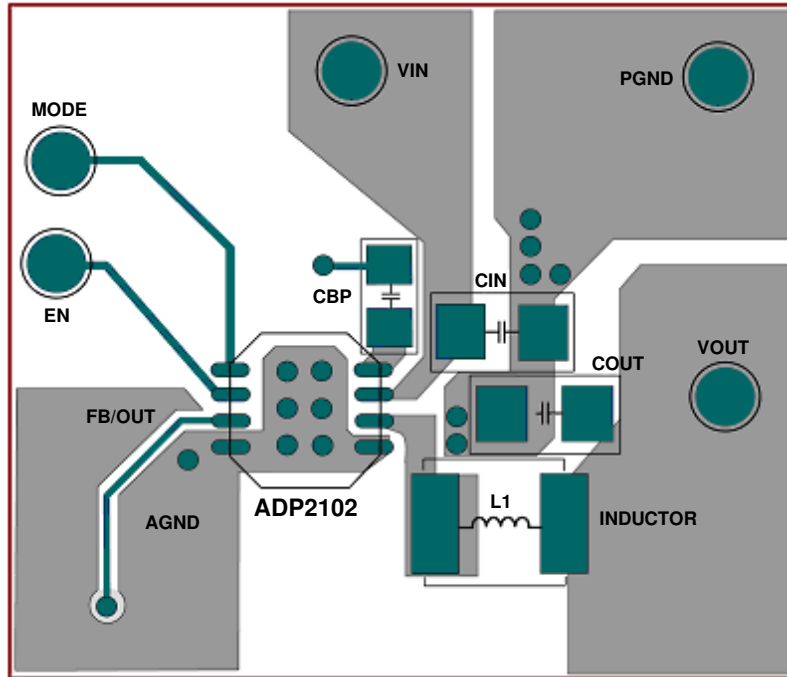 VIN
PGND
MODE
EN
CBP
CIN
COUT
VOUT
FB/OUT
ADP2102
L1
INDUCTOR
AGND